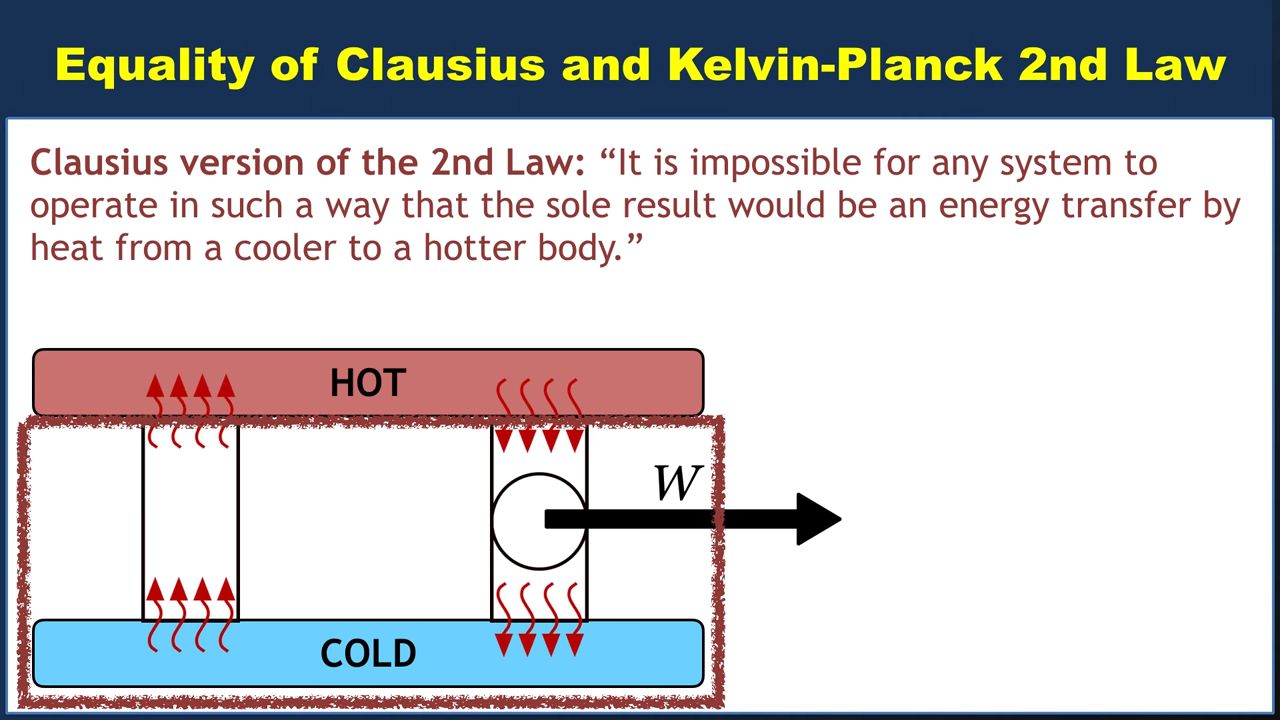 Equality of Clausius and Kelvin-Planck 2nd Law
Clausius version of the 2nd Law: “It is impossible for any system to
operate in such a way that the sole result would be an energy transfer by
heat from a cooler to a hotter body.”
HOT
W
COLD